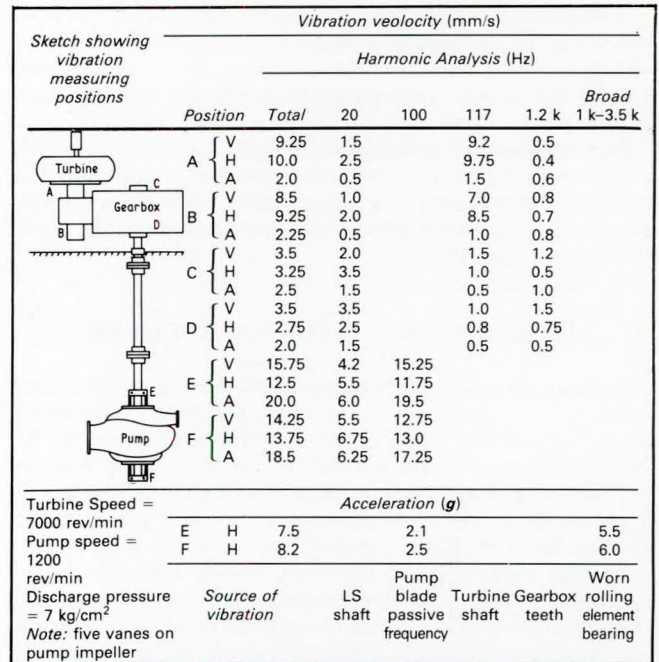 Vibration veolocity (mm/s)
Sketch showing
vibration
measuring
positions
Harmonic Analysis (Hz)
Broad
Position Total 20 100 117 1.2 k 1 k–3.5 k
A V 9.25 1.5 9.2 0.5
H 10.0 2.5 9.75 0.4
A 2.0 0.5 1.5 0.6
B V 8.5 1.0 7.0 0.8
H 9.25 2.0 8.5 0.7
A 2.25 0.5 1.0 0.8
C V 3.5 2.0 1.5 1.2
H 3.25 3.5 1.0 0.5
A 2.5 1.5 0.5 1.0
D V 3.5 3.5 1.0 1.5
H 2.75 2.5 0.8 0.75
A 2.0 1.5 0.5 0.5
E V 15.75 4.2 15.25
H 12.5 5.5 11.75
A 20.0 6.0 19.5
F V 14.25 5.5 12.75
H 13.75 6.75 13.0
A 18.5 6.25 17.25
Turbine
A
C
Gearbox
B
D
E
Pump
F
Turbine Speed =
7000 rev/min
Pump speed =
1200
rev/min
Discharge pressure
= 7 kg/cm²
Note: five vanes on
pump impeller
Acceleration (g)
E H 7.5 2.1 5.5
F H 8.2 2.5 6.0
Source of
vibration
LS
shaft
Pump
blade
passive
frequency
Turbine
shaft
Gearbox
teeth
Worn
rolling
element
bearing